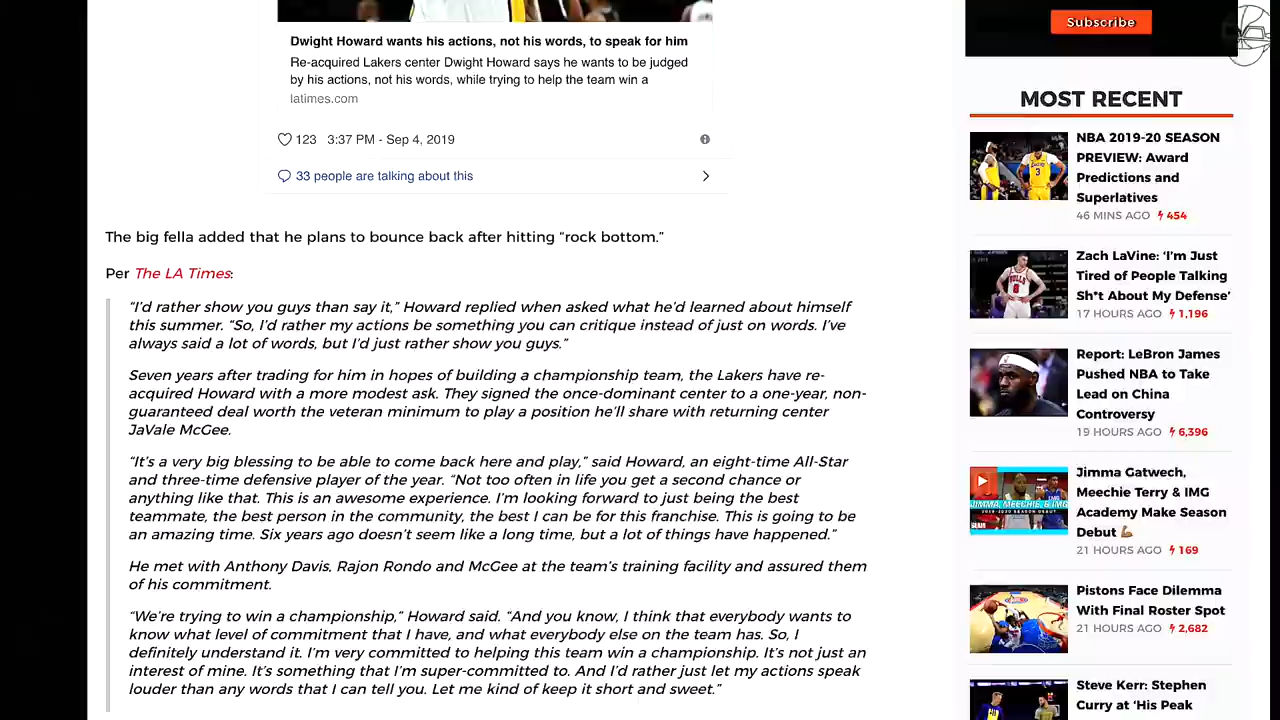 Dwight Howard wants his actions, not his words, to speak for him
Re-acquired Lakers center Dwight Howard says he wants to be judged
by his actions, not his words, while trying to help the team win a
latimes.com
123 3:37 PM - Sep 4, 2019
33 people are talking about this
The big fella added that he plans to bounce back after hitting “rock bottom.”
Per The LA Times:
“I’d rather show you guys than say it,” Howard replied when asked what he’d learned about himself
this summer. “So, I’d rather my actions be something you can critique instead of just on words. I’ve
always said a lot of words, but I’d just rather show you guys.”
Seven years after trading for him in hopes of building a championship team, the Lakers have re-
acquired Howard with a more modest ask. They signed the once-dominant center to a one-year, non-
guaranteed deal worth the veteran minimum to play a position he’ll share with returning center
JaVale McGee.
“It’s a very big blessing to be able to come back here and play,” said Howard, an eight-time All-Star
and three-time defensive player of the year. “Not too often in life you get a second chance or
anything like that. This is an awesome experience. I’m looking forward to just being the best
teammate, the best person in the community, the best I can be for this franchise. This is going to be
an amazing time. Six years ago doesn’t seem like a long time, but a lot of things have happened.”
He met with Anthony Davis, Rajon Rondo and McGee at the team’s training facility and assured them
of his commitment.
“We’re trying to win a championship,” Howard said. “And you know, I think that everybody wants to
know what level of commitment that I have, and what everybody else on the team has. So, I
definitely understand it. I’m very committed to helping this team win a championship. It’s not just an
interest of mine. It’s something that I’m super-committed to. And I’d rather just let my actions speak
louder than any words that I can tell you. Let me kind of keep it short and sweet.”
Subscribe
MOST RECENT
NBA 2019-20 SEASON
PREVIEW: Award
Predictions and
Superlatives
46 MINS AGO 454
Zach LaVine: ‘I’m Just
Tired of People Talking
Sh*t About My Defense’
17 HOURS AGO 1,196
Report: LeBron James
Pushed NBA to Take
Lead on China
Controversy
19 HOURS AGO 6,396
Jimma Gatwech,
Meechie Terry & IMG
Academy Make Season
Debut 💪🏾
21 HOURS AGO 169
JIMMA, MEECHIE, & IMG
Pistons Face Dilemma
With Final Roster Spot
21 HOURS AGO 2,682
Steve Kerr: Stephen
Curry at ‘His Peak